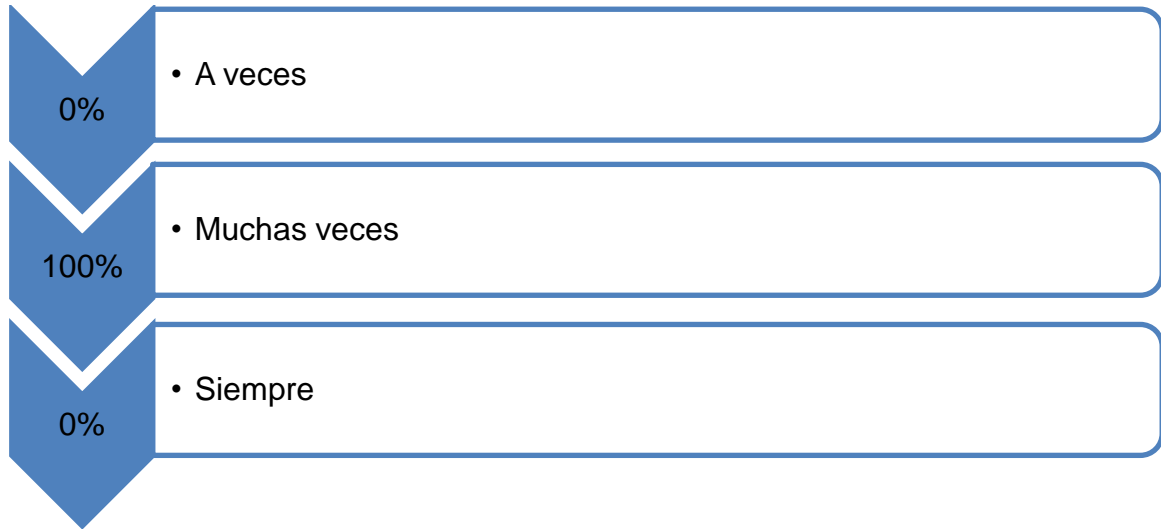 0%
• A veces
100%
• Muchas veces
0%
• Siempre